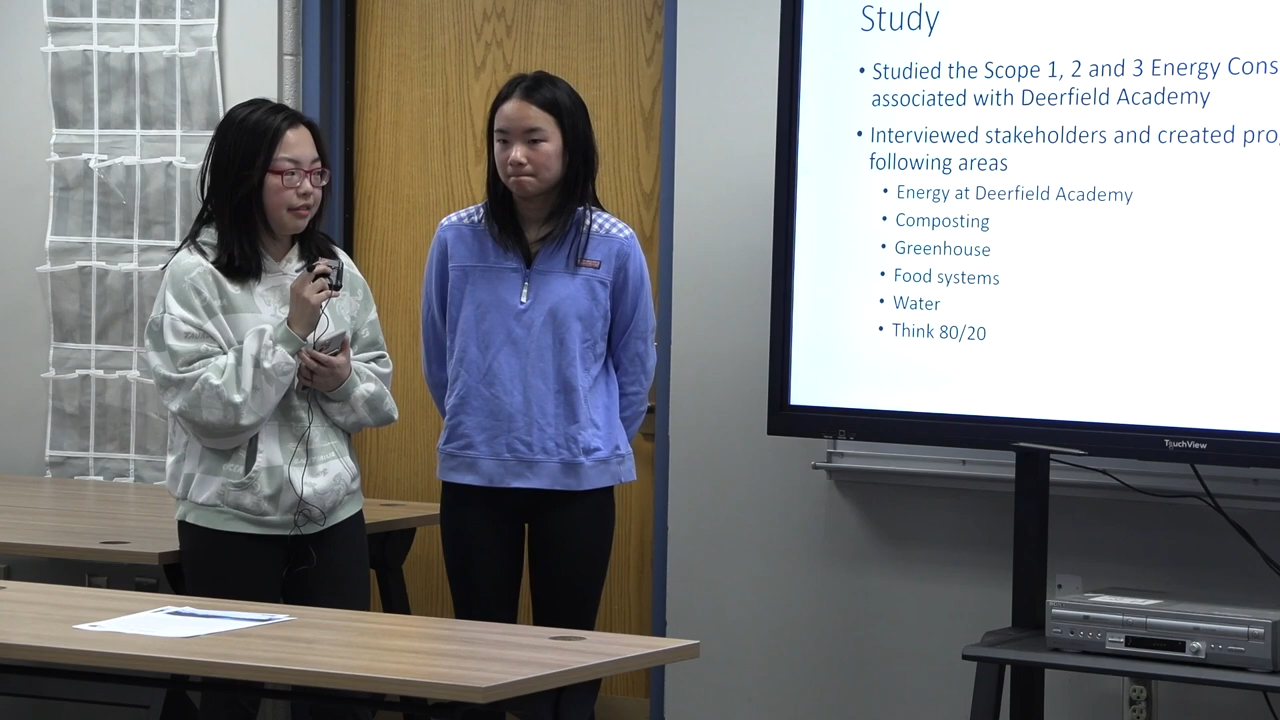 Study
• Studied the Scope 1, 2 and 3 Energy Cons
associated with Deerfield Academy
• Interviewed stakeholders and created pro
following areas
• Energy at Deerfield Academy
• Composting
• Greenhouse
• Food systems
• Water
• Think 80/20
TouchView